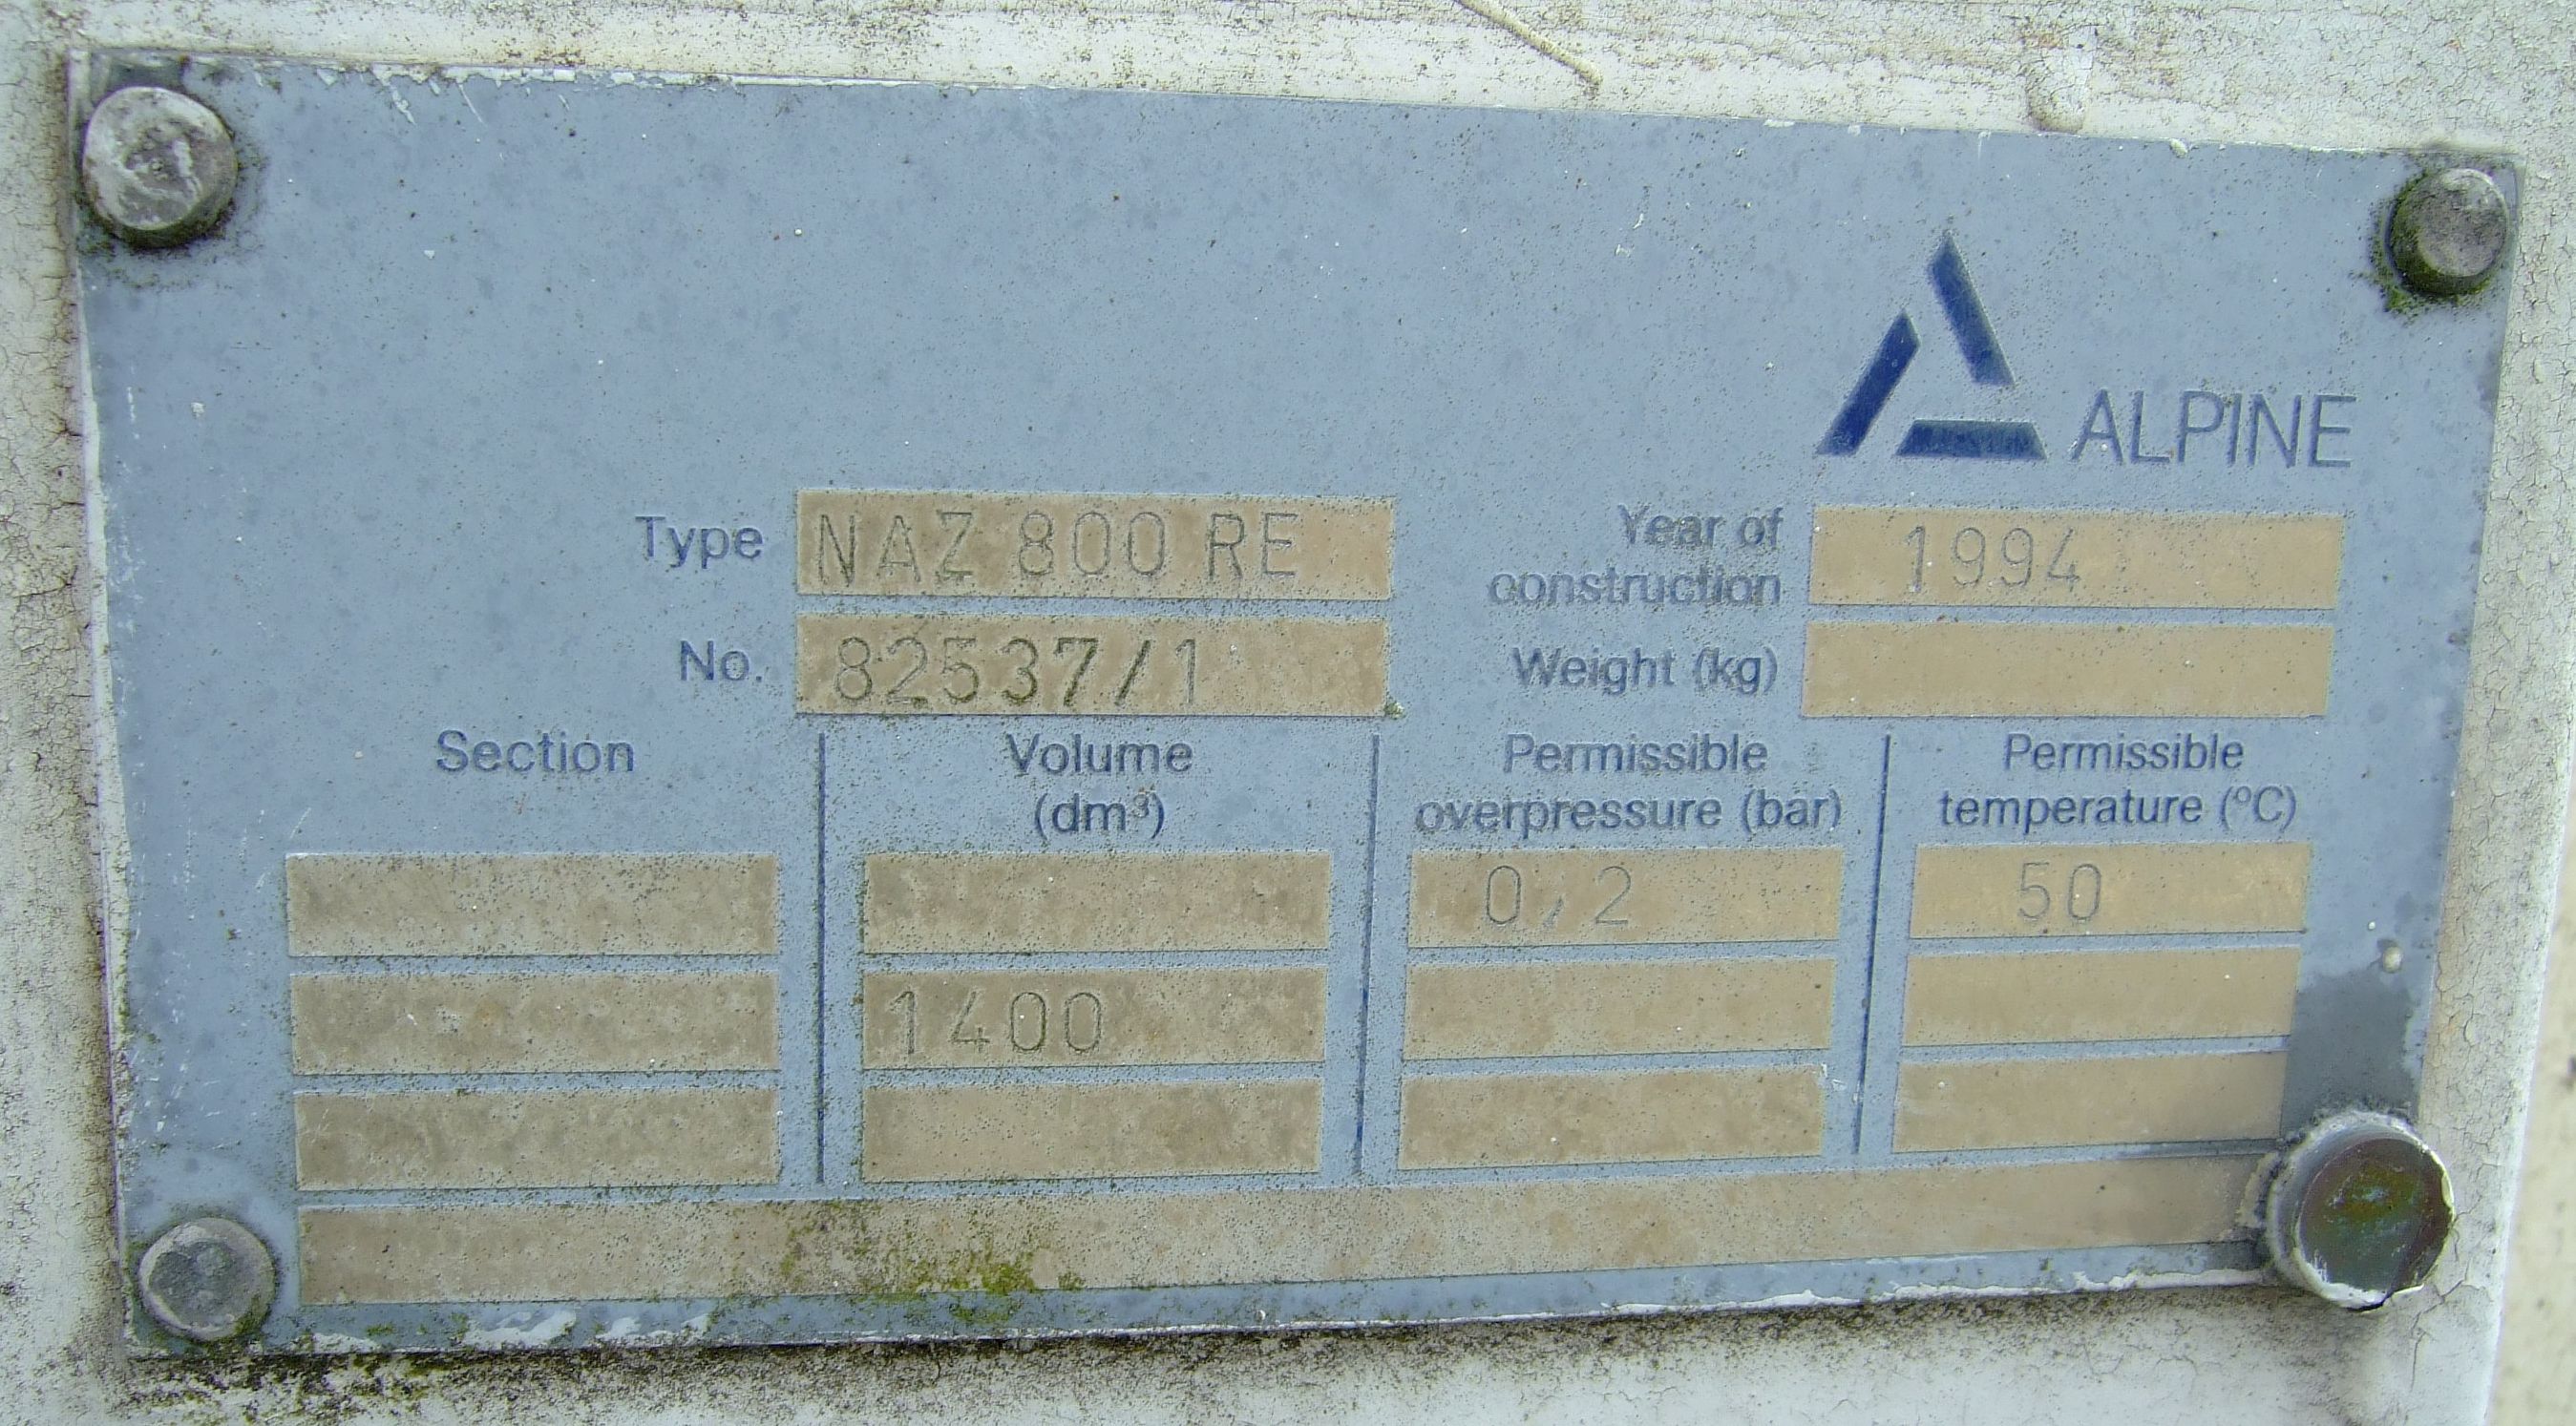 ALPINE
Type NAZ 800 RE
Year of construction 1994
No. 82537/1
Weight (kg)
Section
Volume (dm³)
Permissible overpressure (bar)
Permissible temperature (°C)
0,2 50
1400